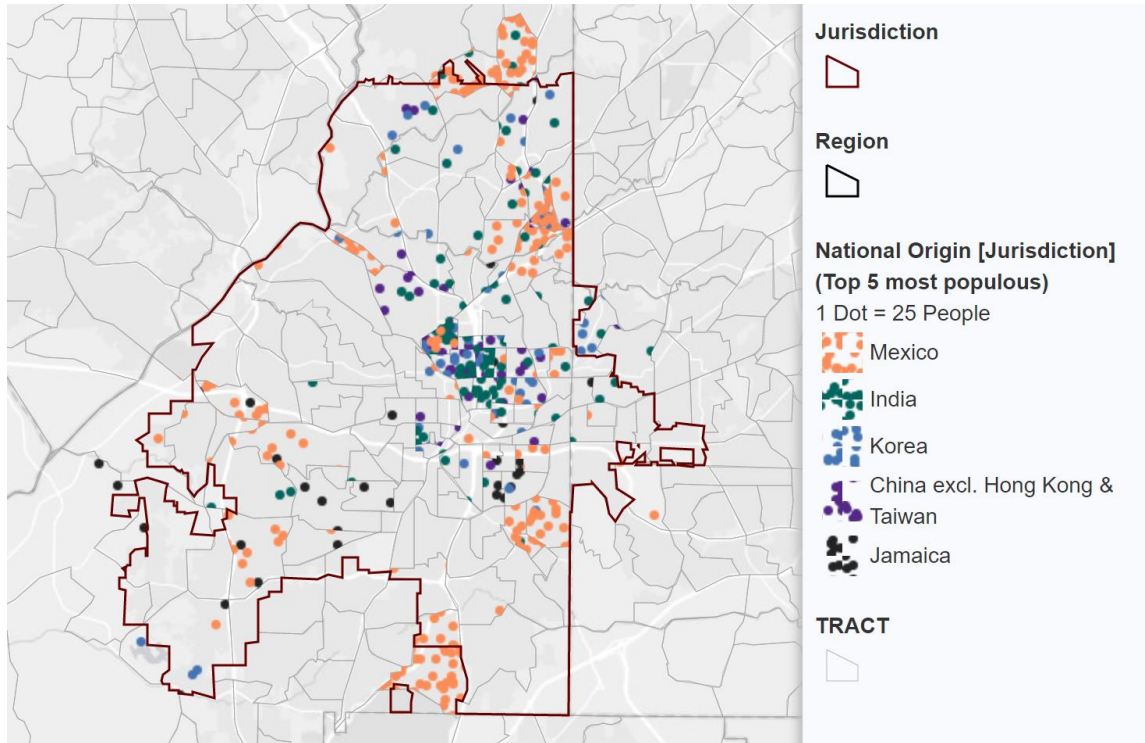 Jurisdiction
Region
National Origin [Jurisdiction]
(Top 5 most populous)
1 Dot = 25 People
Mexico
India
Korea
China excl. Hong Kong &
Taiwan
Jamaica
TRACT